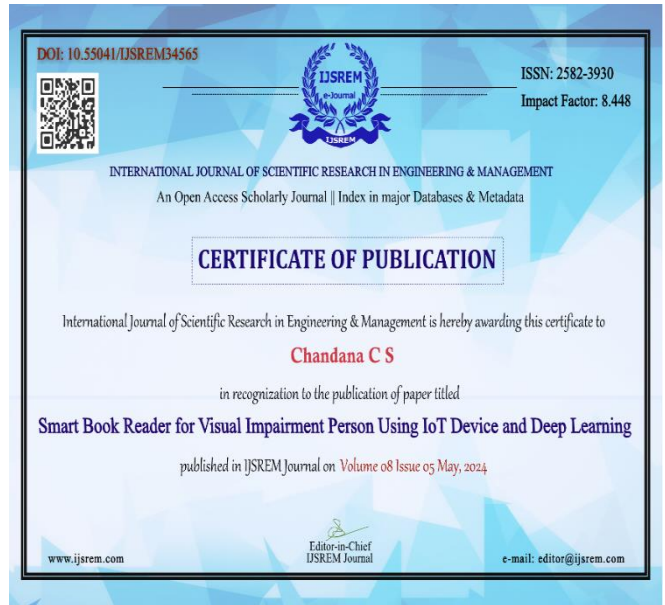 DOI: 10.55041/IJSREM34565
IJSREM
e-Journal
IJSREM
ISSN: 2582-3930
Impact Factor: 8.448
INTERNATIONAL JOURNAL OF SCIENTIFIC RESEARCH IN ENGINEERING & MANAGEMENT
An Open Access Scholarly Journal || Index in major Databases & Metadata
CERTIFICATE OF PUBLICATION
International Journal of Scientific Research in Engineering & Management is hereby awarding this certificate to
Chandana C S
in recognization to the publication of paper titled
Smart Book Reader for Visual Impairment Person Using IoT Device and Deep Learning
published in IJSREM Journal on Volume 08 Issue 05 May, 2024
Editor-in-Chief
IJSREM Journal
www.ijsrem.com
e-mail: editor@ijsrem.com